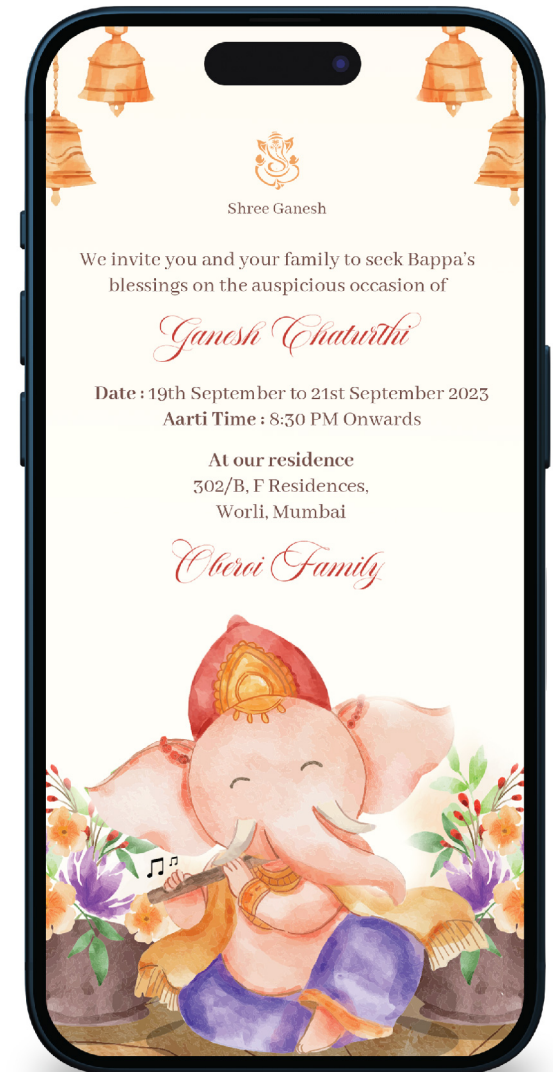 Shree Ganesh
We invite you and your family to seek Bappa's
blessings on the auspicious occasion of
Ganesh Chaturthi
Date : 19th September to 21st September 2023
Aarti Time : 8:30 PM Onwards
At our residence
302/B, F Residences,
Worli, Mumbai
Oberoi Family